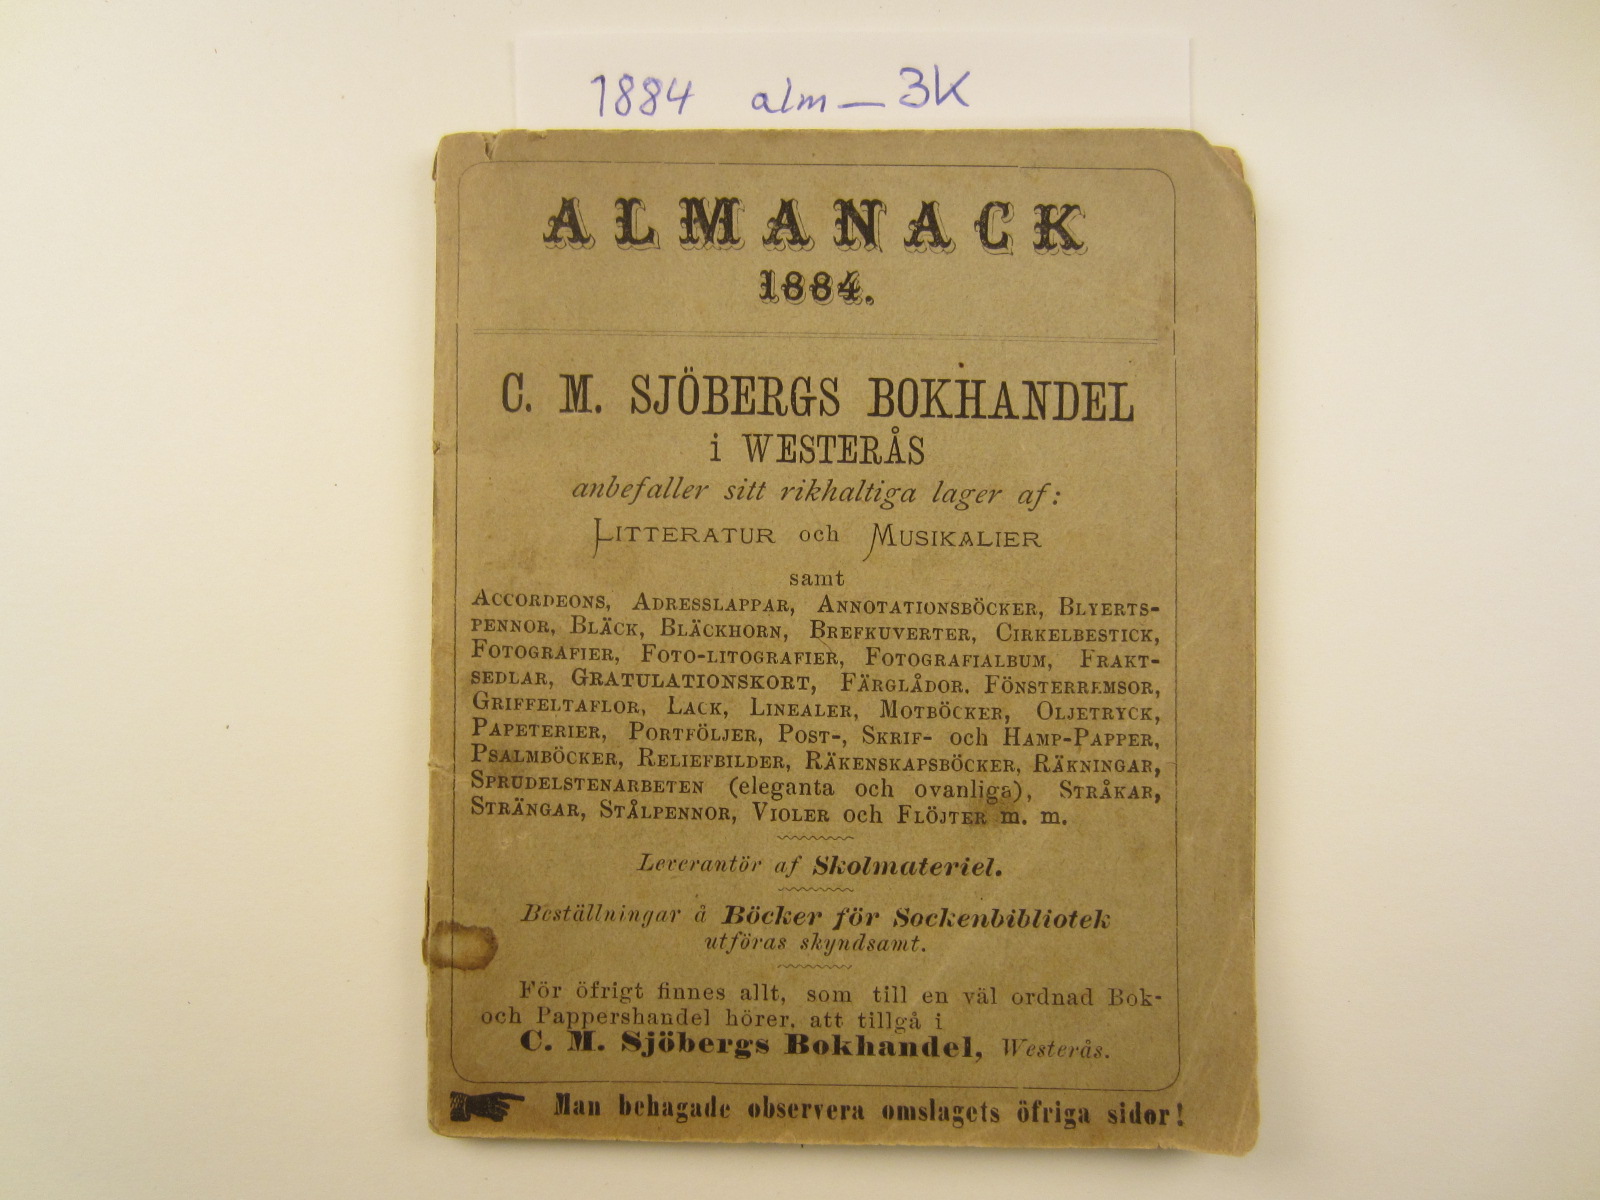 1884 alm — 3K
ALMANACK
1884.
C. M. SJÖBERGS BOKHANDEL
i WESTERÅS
anbefaller sitt rikhaltiga lager af:
LITTERATUR och MUSIKALIER
samt
ACCORDEONS, ADRESSLAPPAR, ANNOTATIONSBÖCKER, BLYERTS-
PENNOR, BLÄCK, BLÄCKHORN, BREFKUVERTER, CIRKELBESTICK,
FOTOGRAFIER, FOTO-LITOGRAFIER, FOTOGRAFIALBUM, FRAKT-
SEDLAR, GRATULATIONSKORT, FÄRGLÅDOR. FÖNSTERREMSOR,
GRIFFELTAFLOR, LACK, LINEALER, MOTBÖCKER, OLJETRYCK,
PAPETERIER, PORTFÖLJER, POST-, SKRIF- och HAMP-PAPPER,
PSALMBÖCKER, RELIEFBILDER, RÄKENSKAPSBÖCKER, RÄKNINGAR,
SPRUDELSTENARBETEN (eleganta och ovanliga), STRÅKAR,
STRÄNGAR, STÅLPENNOR, VIOLER och FLÖJTER m. m.
Leverantör af Skolmateriel.
Beställningar å Böcker för Sockenbibliotek
utföras skyndsamt.
För öfrigt finnes allt, som till en väl ordnad Bok-
och Pappershandel hörer. att tillgå i
C. M. Sjöbergs Bokhandel, Westerås.
Man behagade observera omslagets öfriga sidor!